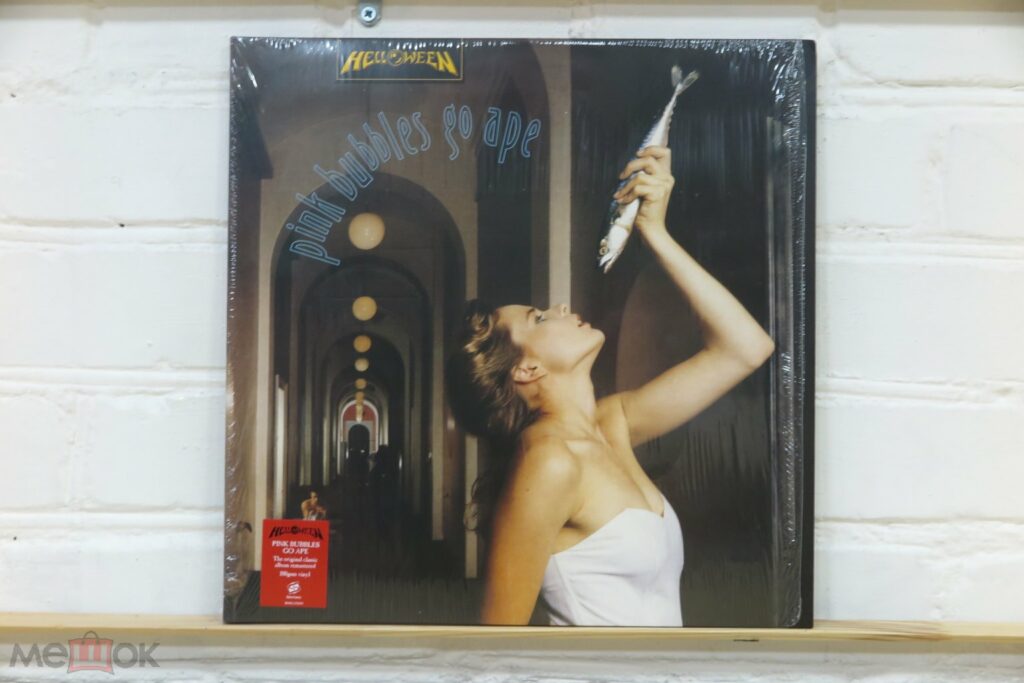 HELLOWEEN
pink bubbles go ape
HELLOWEEN
PINK BUBBLES
GO APE
The original classic
album remastered
180gm vinyl
мешок